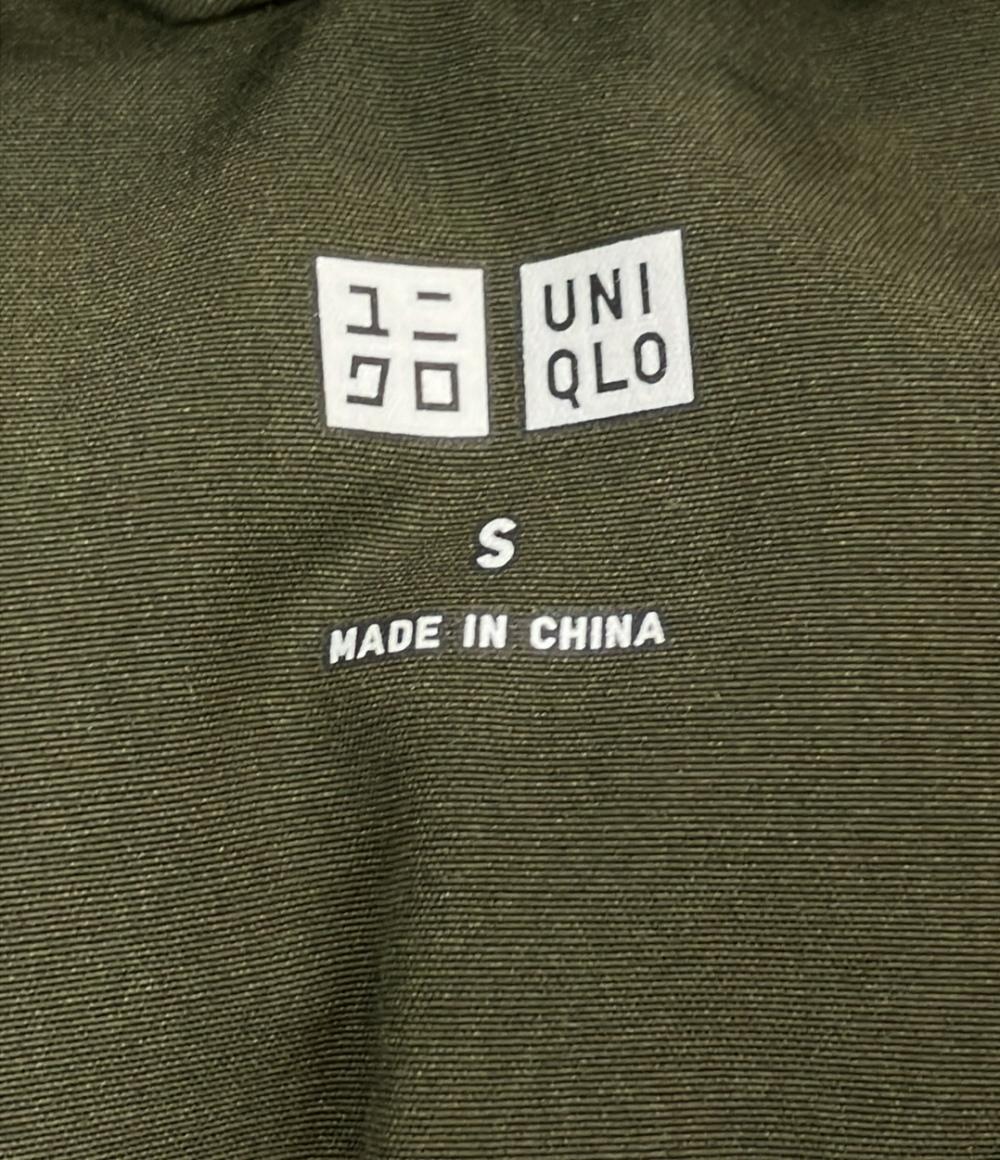 ユニ
クロ
UNI
QLO
S
MADE IN CHINA